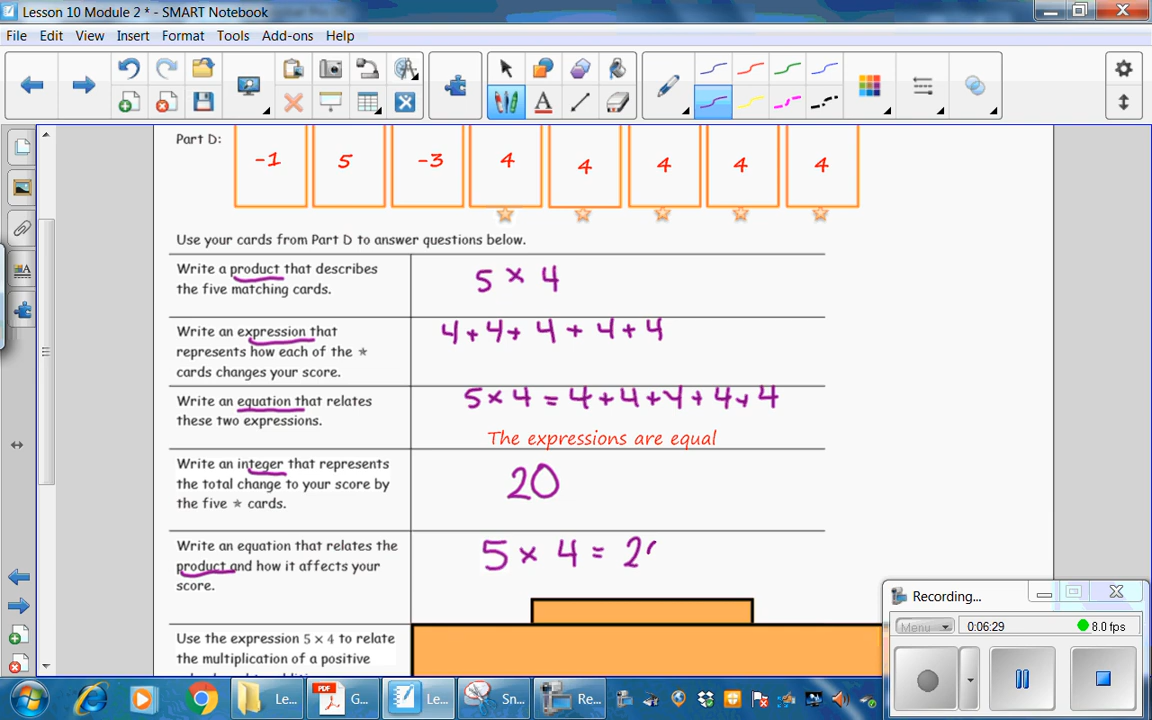 Lesson 10 Module 2 * - SMART Notebook
File Edit View Insert Format Tools Add-ons Help
Part D:
-1 5 -3 4 4 4 4 4
Use your cards from Part D to answer questions below.
Write a product that describes
the five matching cards.
5 × 4
Write an expression that
represents how each of the ★
cards changes your score.
4+4+4+4+4
Write an equation that relates
these two expressions.
5×4=4+4+4+4+4
The expressions are equal
Write an integer that represents
the total change to your score by
the five ★ cards.
20
Write an equation that relates the
product and how it affects your
score.
5 × 4 = 2
Use the expression 5 × 4 to relate
the multiplication of a positive
Recording...
Menu 0:06:29 8.0 fps
Le... G... Le... Sn... Re...